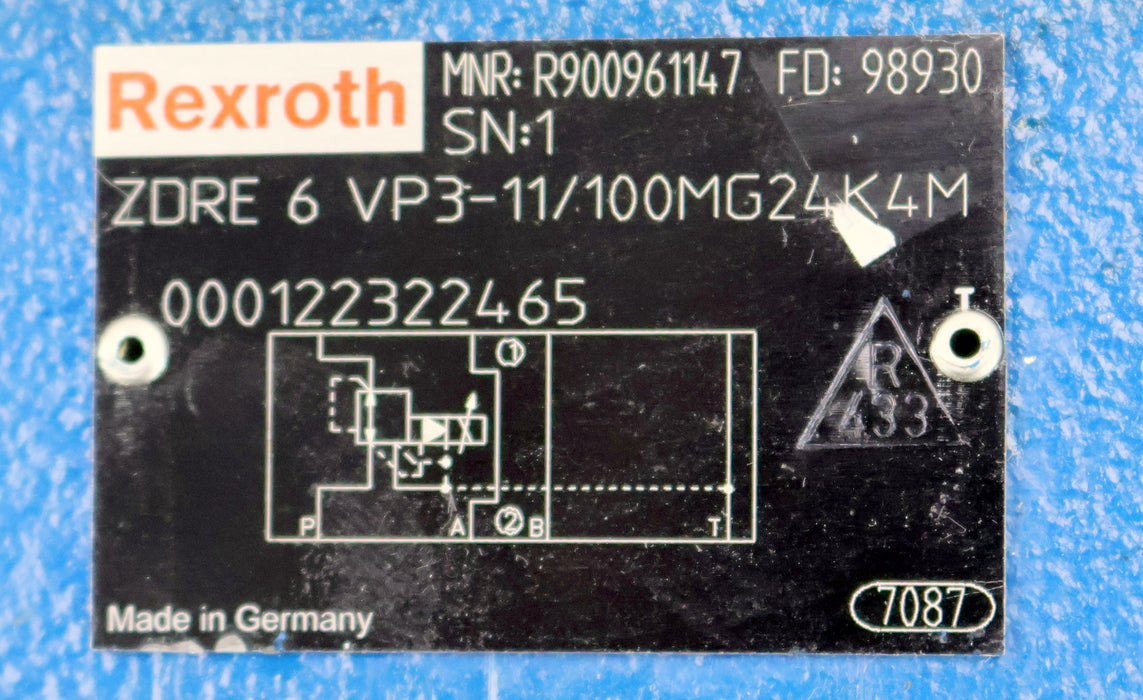 Rexroth
MNR: R900961147 FD: 98930
SN:1
ZDRE 6 VP3-11/100MG24K4M
000122322465
①
P A ② B T
R
433
Made in Germany
7087